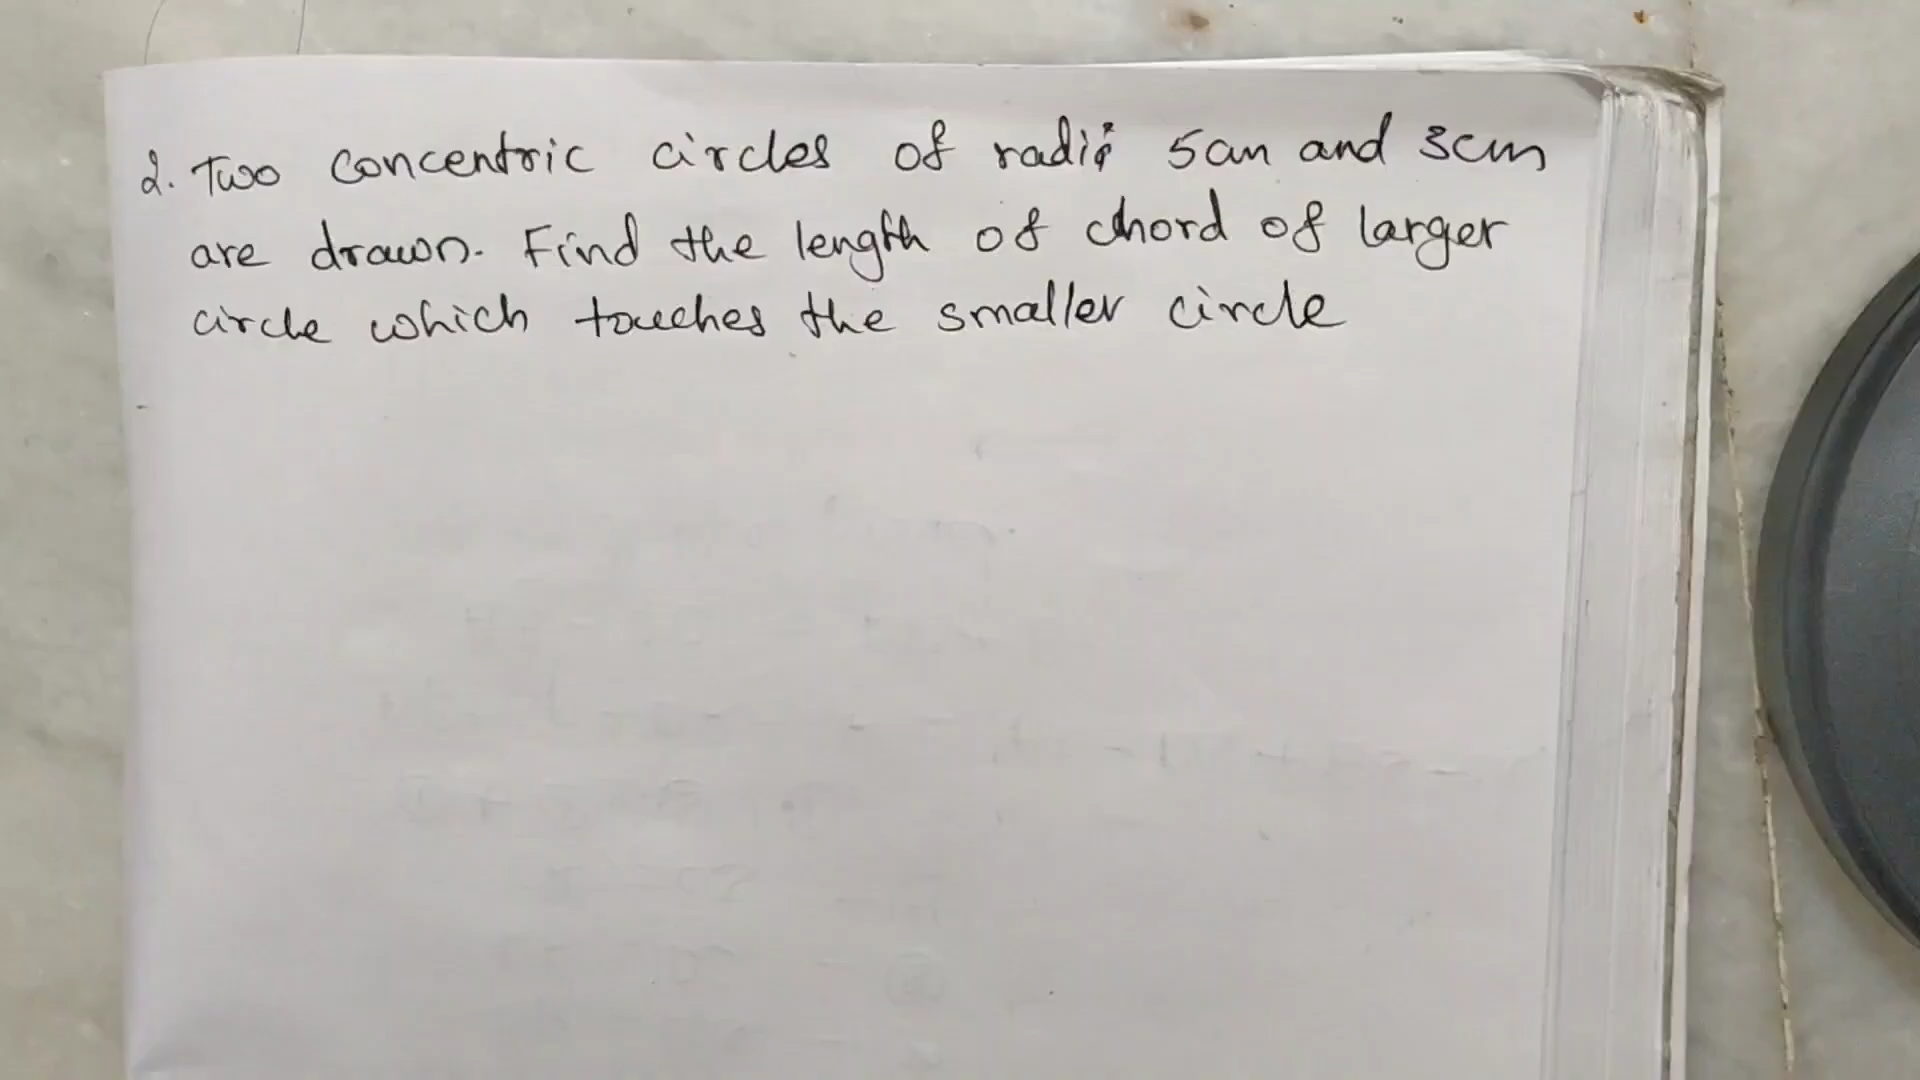 2. Two concentric circles of radii 5cm and 3cm
are drawn. Find the length of chord of larger
circle which touches the smaller circle